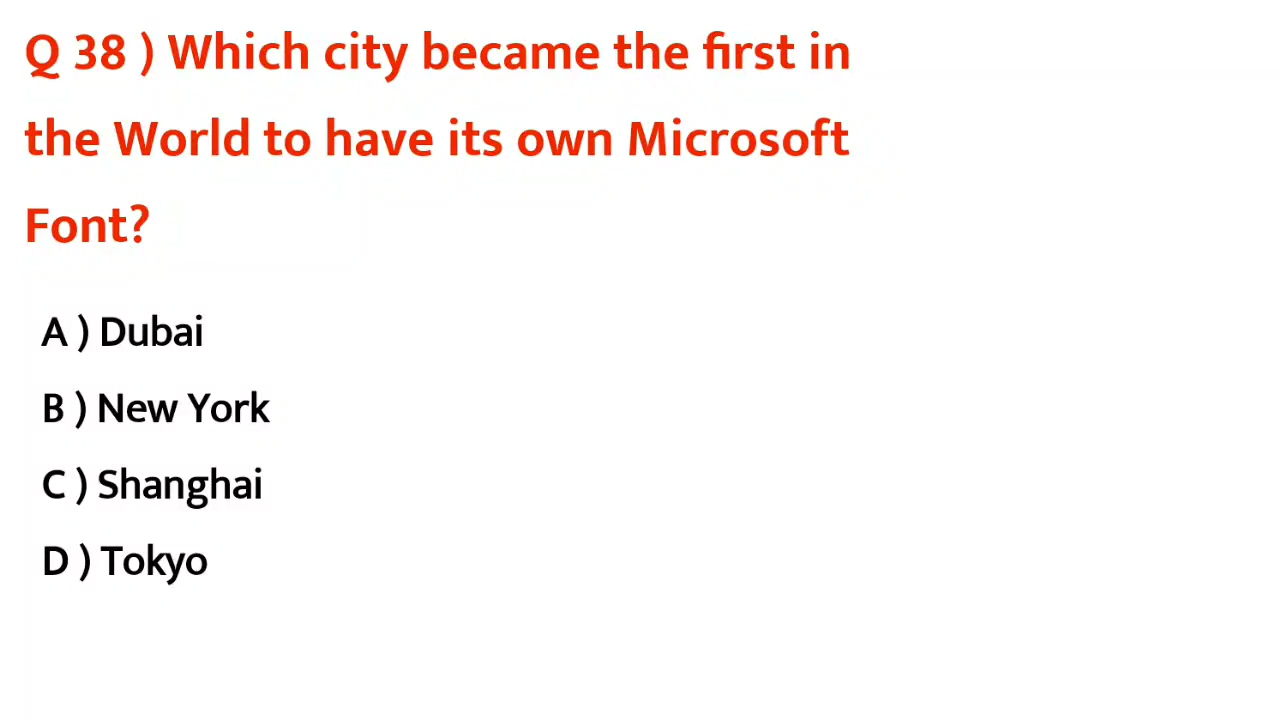 Q 38 ) Which city became the first in
the World to have its own Microsoft
Font?
A ) Dubai
B ) New York
C ) Shanghai
D ) Tokyo